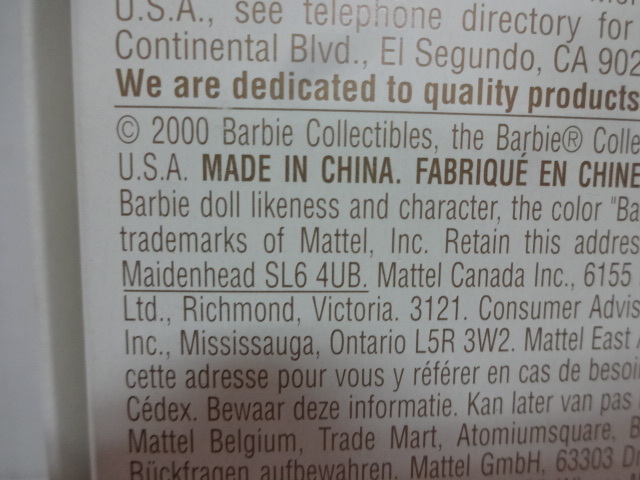 U.S.A., see telephone directory for
Continental Blvd., El Segundo, CA 902
We are dedicated to quality products
© 2000 Barbie Collectibles, the Barbie® Colle
U.S.A. MADE IN CHINA. FABRIQUÉ EN CHINE
Barbie doll likeness and character, the color "Ba
trademarks of Mattel, Inc. Retain this addres
Maidenhead SL6 4UB. Mattel Canada Inc., 6155
Ltd., Richmond, Victoria. 3121. Consumer Advis
Inc., Mississauga, Ontario L5R 3W2. Mattel East A
cette adresse pour vous y référer en cas de besoi
Cédex. Bewaar deze informatie. Kan later van pas
Mattel Belgium, Trade Mart, Atomiumsquare, B
Rückfragen aufbewahren. Mattel GmbH, 63303 Dr